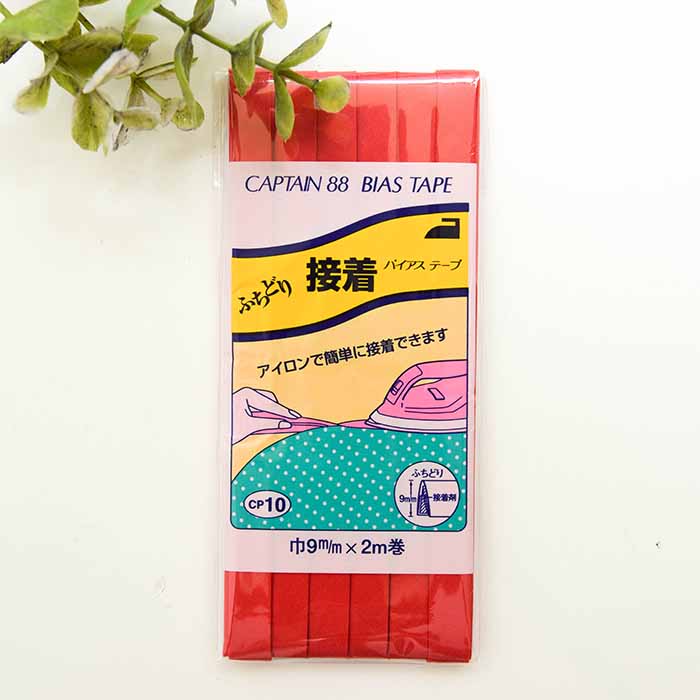 CAPTAIN 88 BIAS TAPE
ふちどり 接着 バイアス テープ
アイロンで簡単に接着できます
ふちどり
9mm 接着剤
CP10
巾9m/m×2m巻